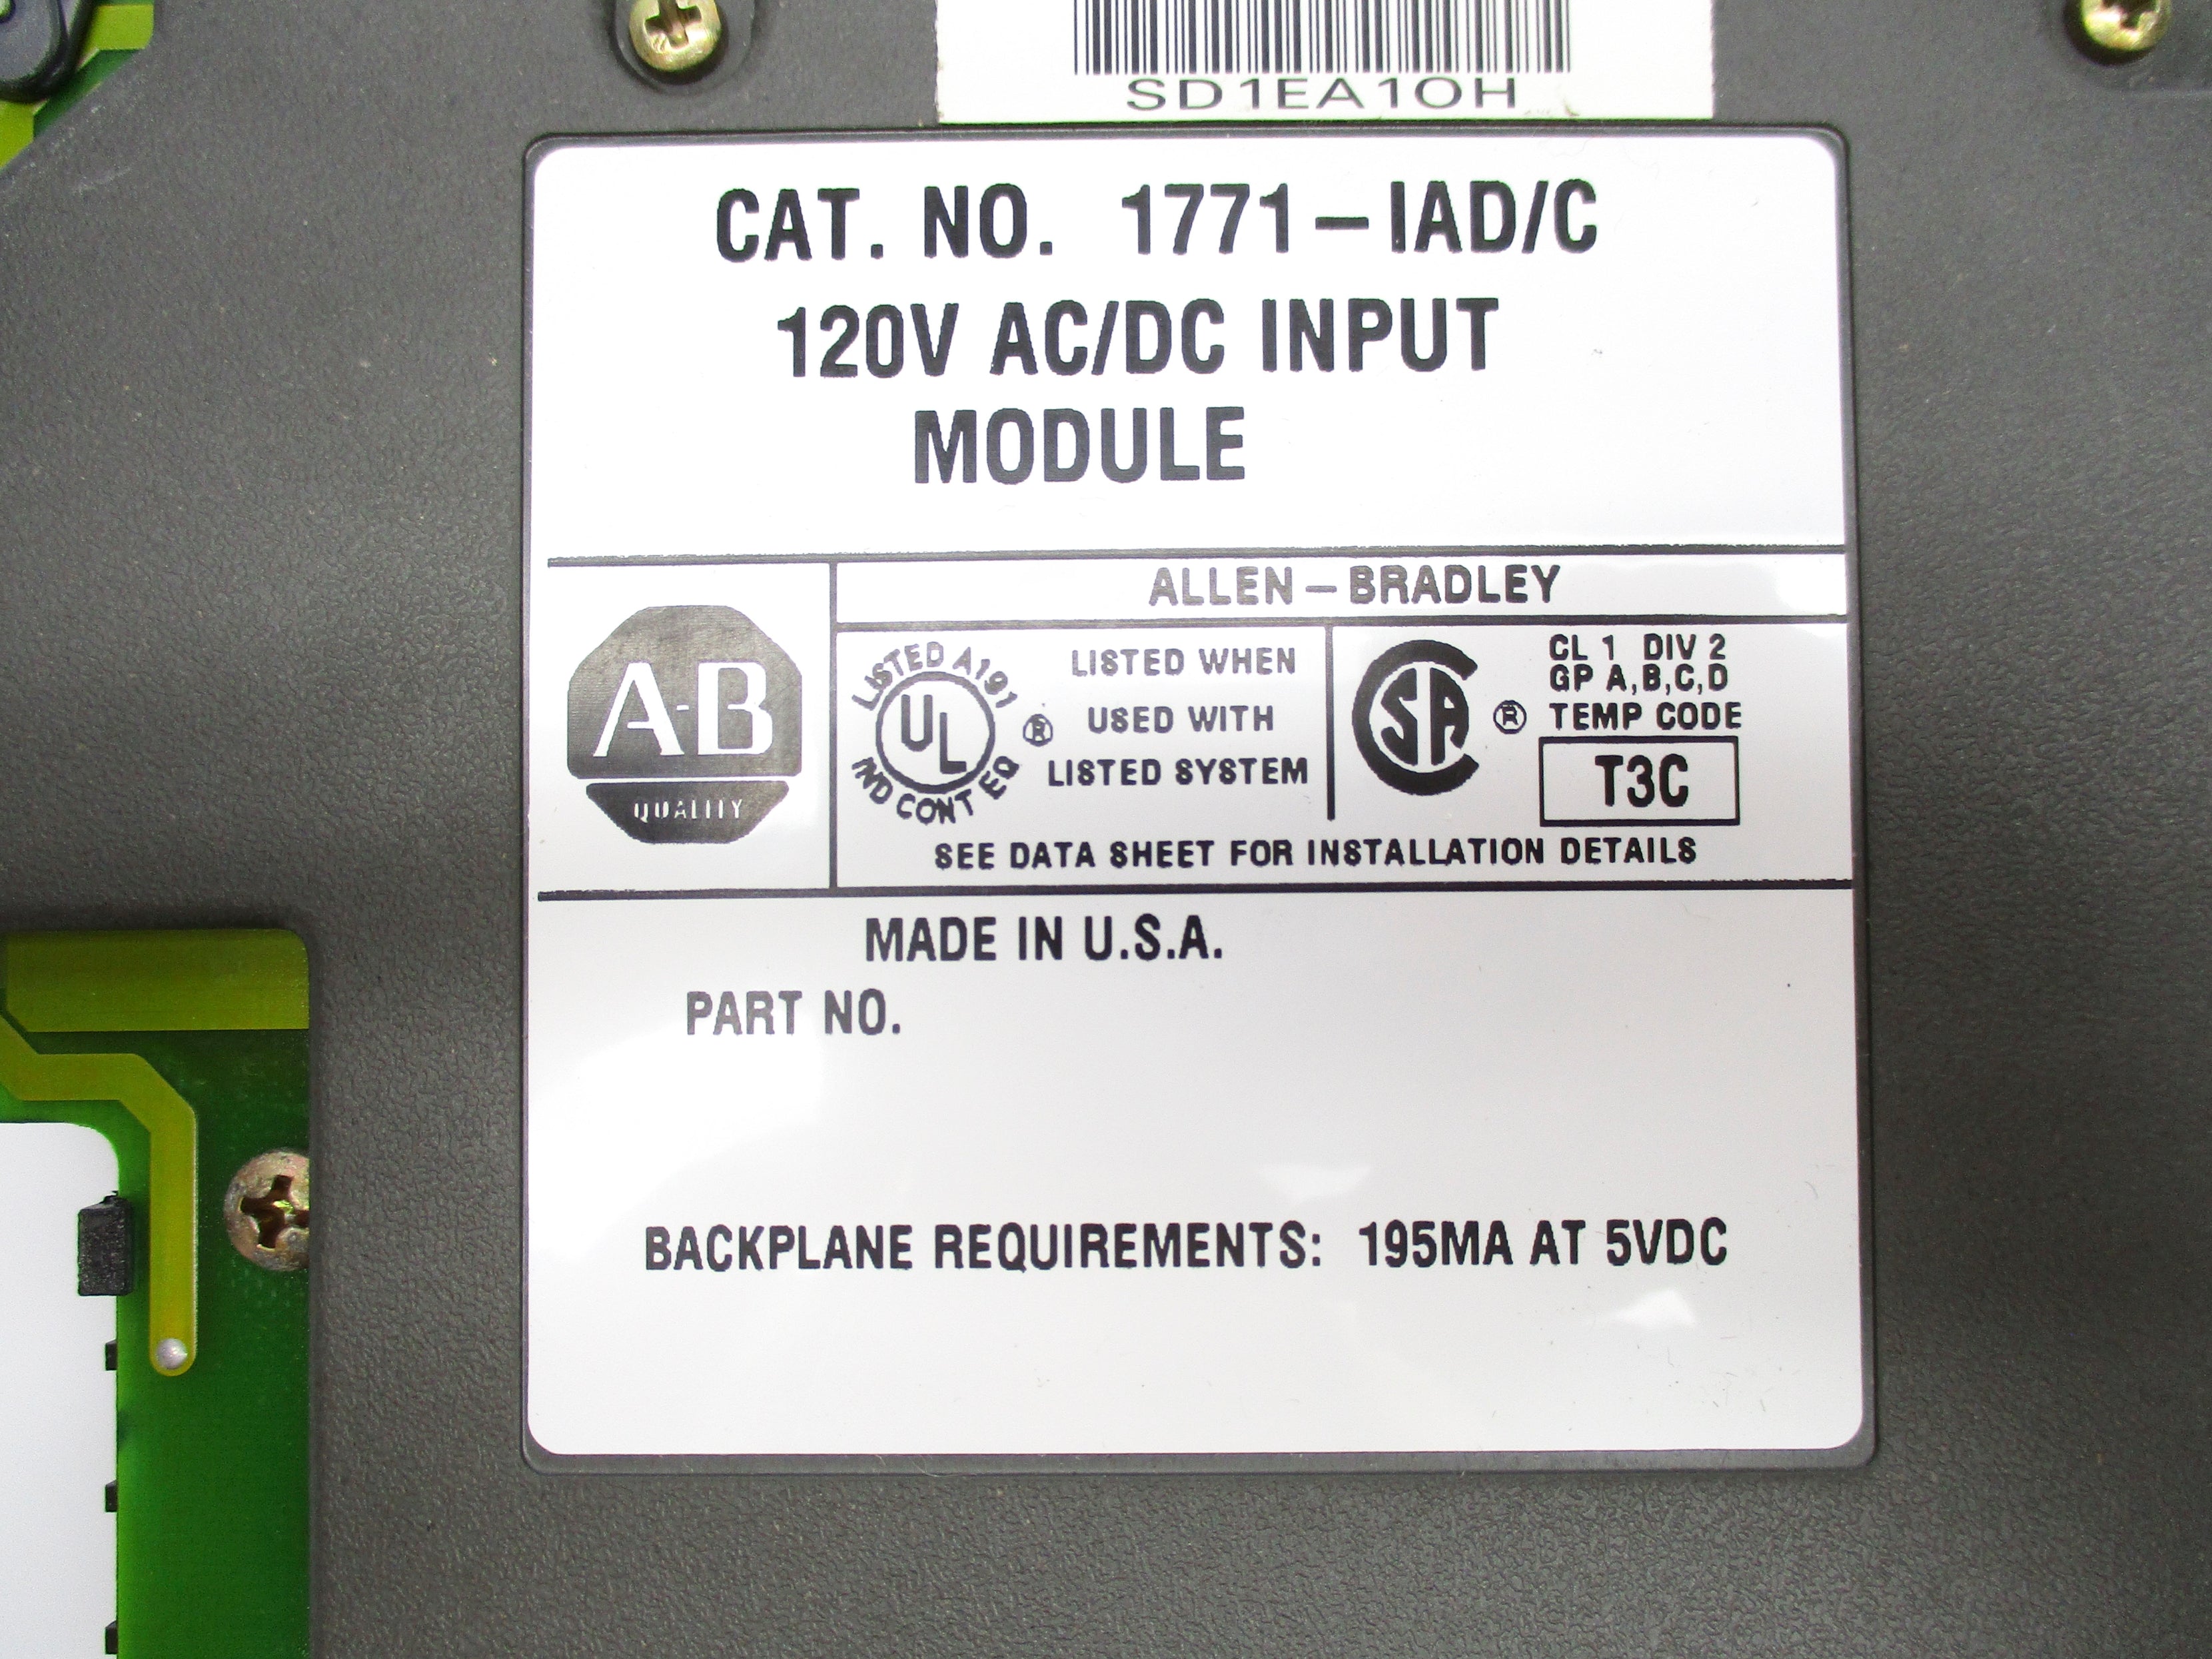 SD1EA10H
CAT. NO. 1771-IAD/C
120V AC/DC INPUT
MODULE
ALLEN-BRADLEY
A-B
QUALITY
LISTED A191
UL
IND CONT EQ
®
LISTED WHEN
USED WITH
LISTED SYSTEM
SA
®
CL 1 DIV 2
GP A,B,C,D
TEMP CODE
T3C
SEE DATA SHEET FOR INSTALLATION DETAILS
MADE IN U.S.A.
PART NO.
BACKPLANE REQUIREMENTS: 195MA AT 5VDC